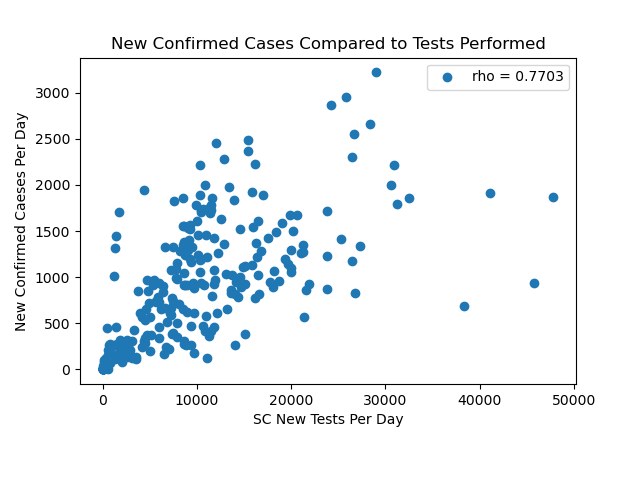 New Confirmed Cases Compared to Tests Performed
rho = 0.7703
3000
2500
2000
1500
1000
500
0
New Confirmed Caeses Per Day
0 10000 20000 30000 40000 50000
SC New Tests Per Day